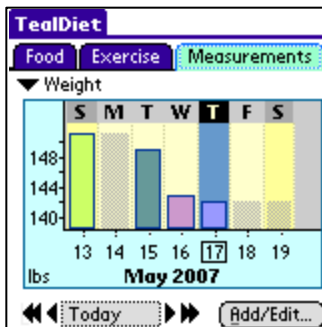 TealDiet
Food Exercise Measurements
Weight
S M T W T F S
148
144
140
13 14 15 16 17 18 19
lbs May 2007
Today Add/Edit...